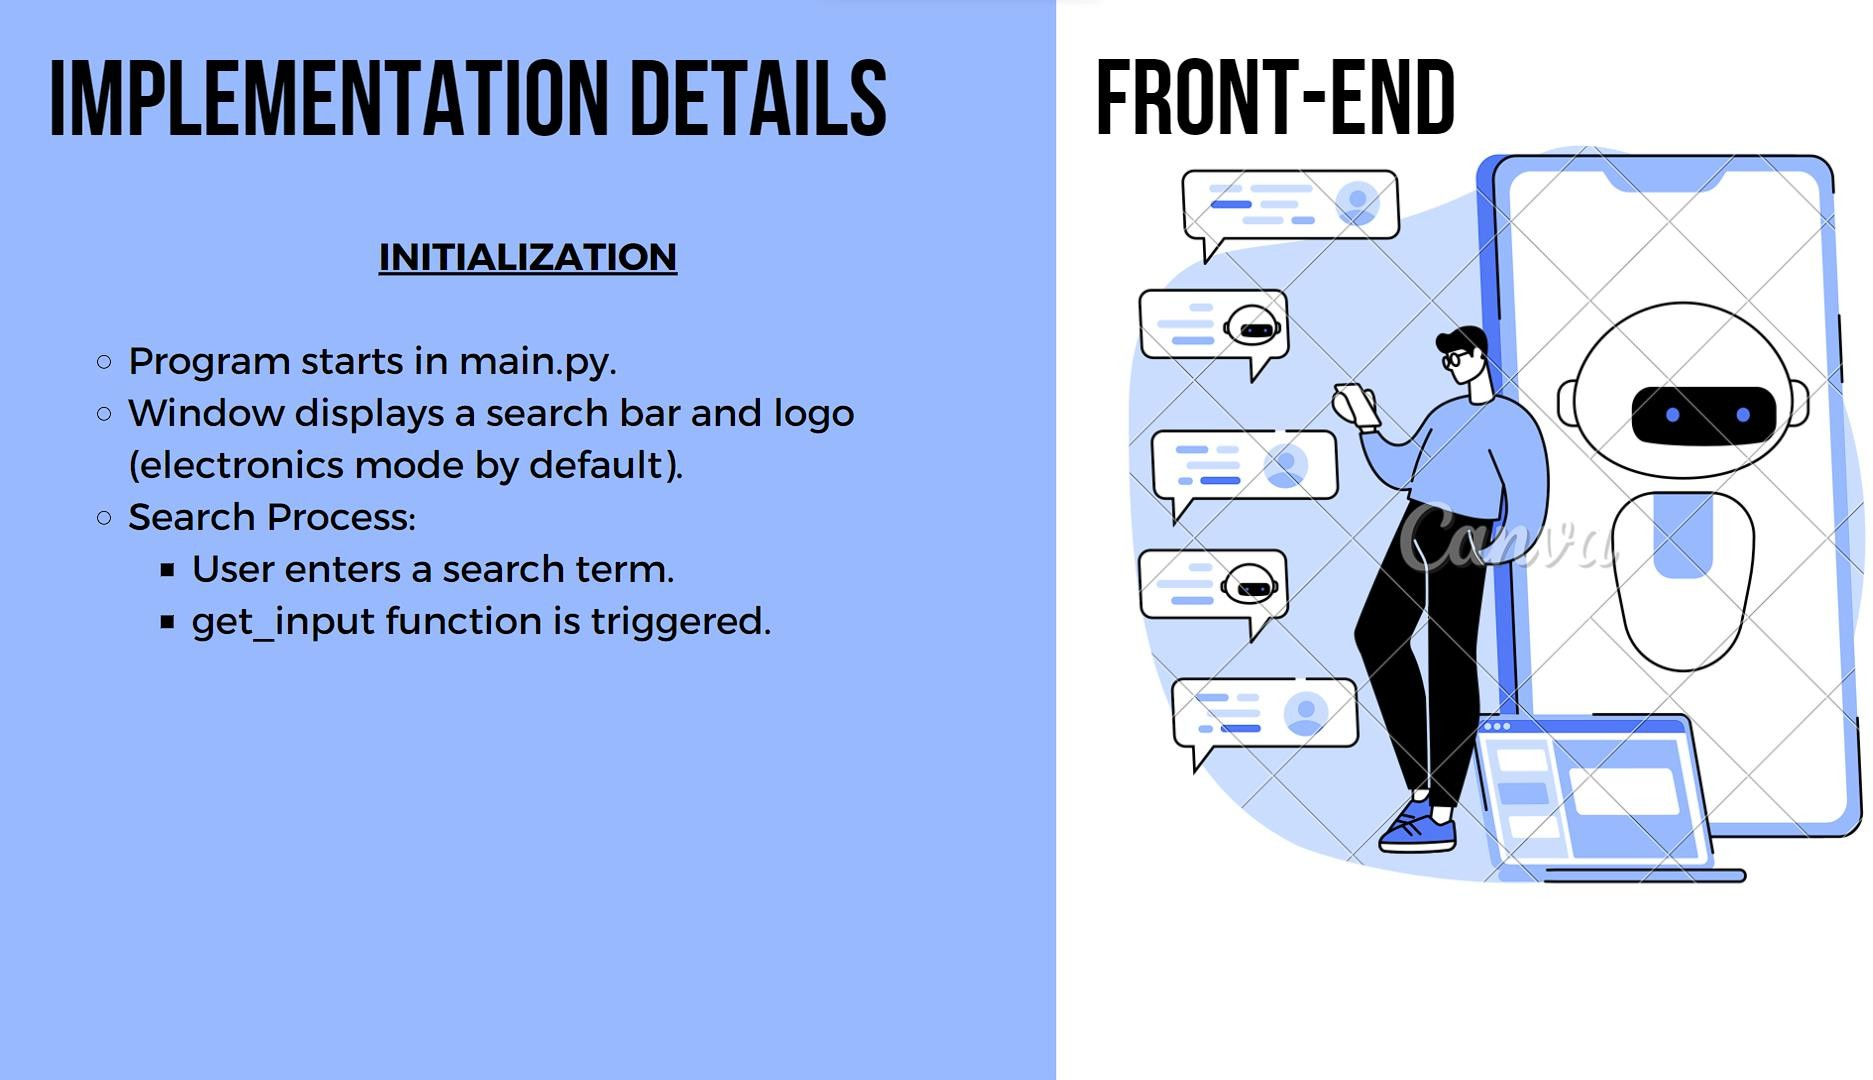 IMPLEMENTATION DETAILS
FRONT-END
INITIALIZATION
Program starts in main.py.
Window displays a search bar and logo
(electronics mode by default).
Search Process:
User enters a search term.
get_input function is triggered.
Canva